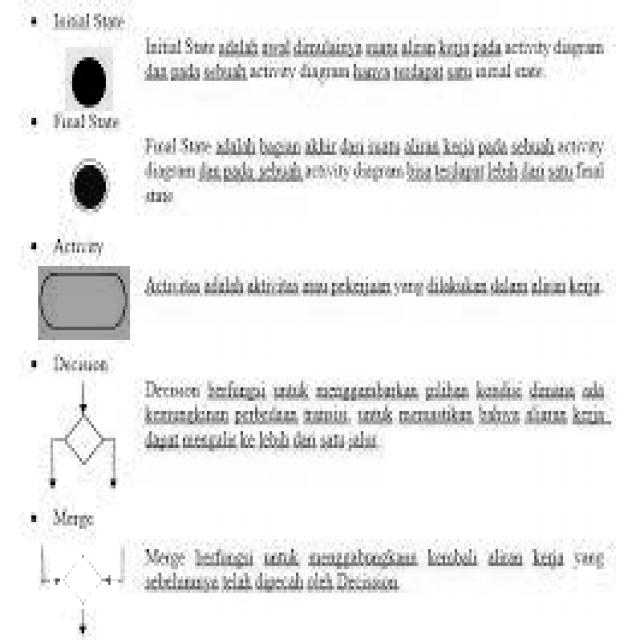 Initial State
Initial State adalah awal dimulainya suatu aliran kerja pada activity diagram
dan pada sebuah activity diagram hanya terdapat satu initial state.
Final State
Final State adalah bagian akhir dari suatu aliran kerja pada sebuah activity
diagram dan pada sebuah activity diagram bisa terdapat lebih dari satu final
state
Activity
adalah aktivitas atau pekerjaan yang dilakukan dalam aliran kerja.
Decision
Decision berfungsi untuk menggambarkan pilihan kondisi dimana ada
kemungkinan perbedaan transisi, untuk memastikan bahwa aliran kerja
dapat mengalir ke lebih dari satu jalur.
Merge
Merge berfungsi untuk menggabungkann kembali aliran kerja yang
sebelumnya telah dipecah oleh Decission.